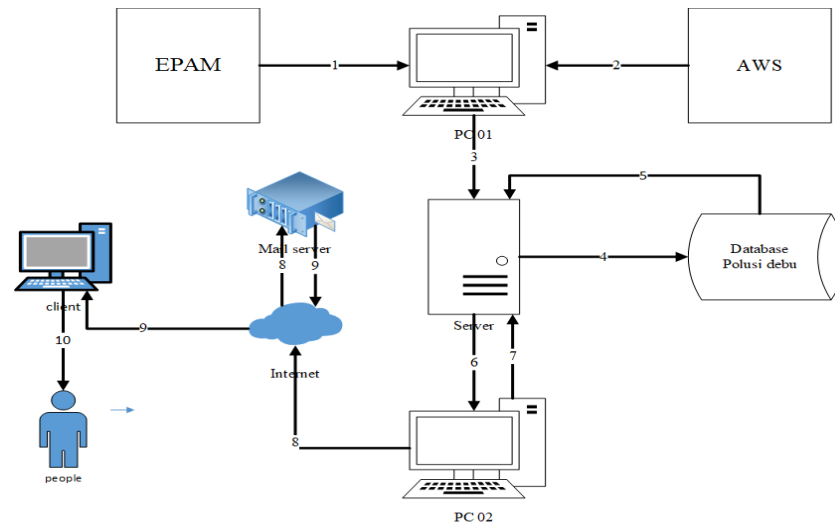 EPAM
1
2
AWS
PC 01
3
5
Mail server
Database
Polusi debu
4
8
9
client
Server
9
10
Internet
6
7
8
people
PC 02